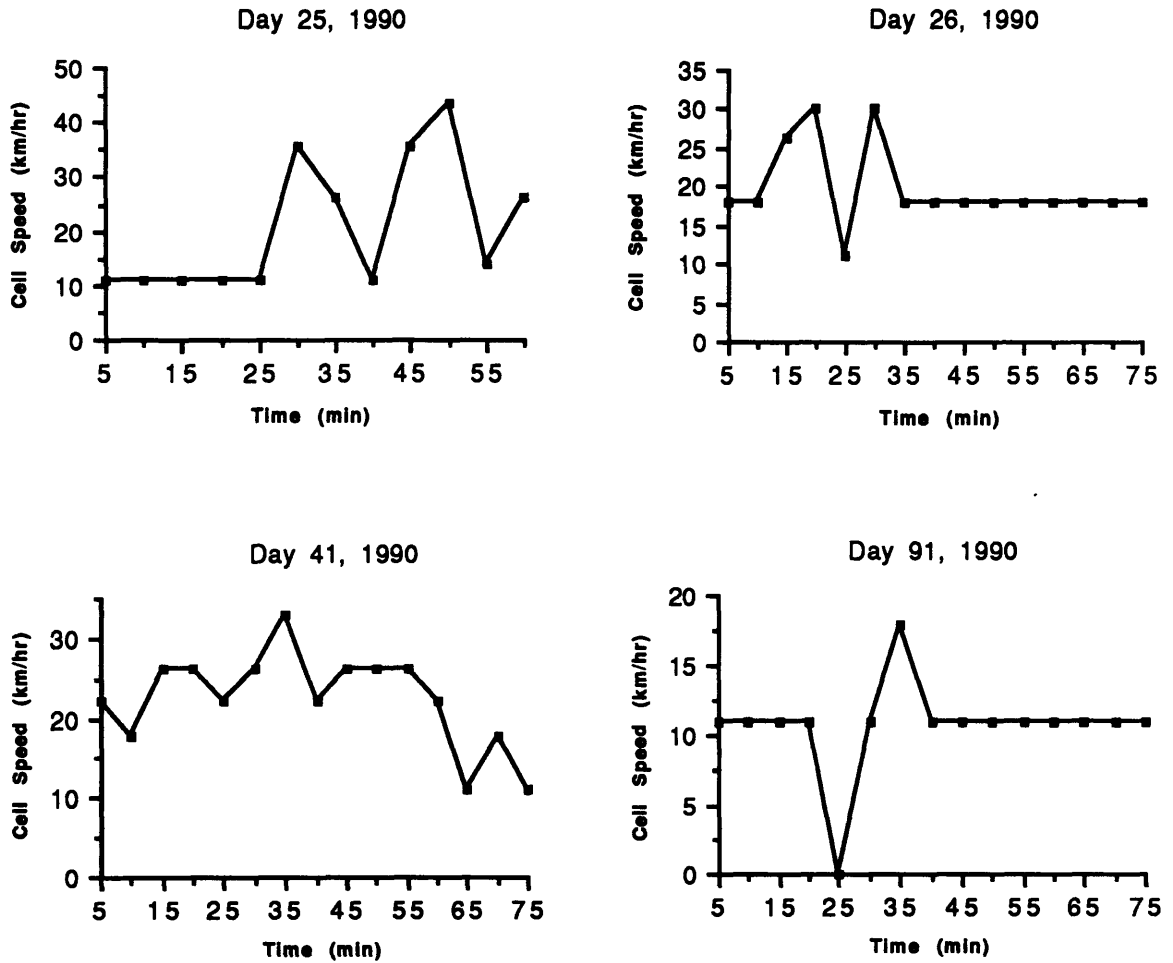 Day 25, 1990
50
40
30
20
10
0
Cell Speed (km/hr)
5 15 25 35 45 55
Time (min)
Day 26, 1990
35
30
25
20
15
10
5
0
Cell Speed (km/hr)
5 15 25 35 45 55 65 75
Time (min)
Day 41, 1990
30
20
10
0
Cell Speed (km/hr)
5 15 25 35 45 55 65 75
Time (min)
Day 91, 1990
20
15
10
5
0
Cell Speed (km/hr)
5 15 25 35 45 55 65 75
Time (min)